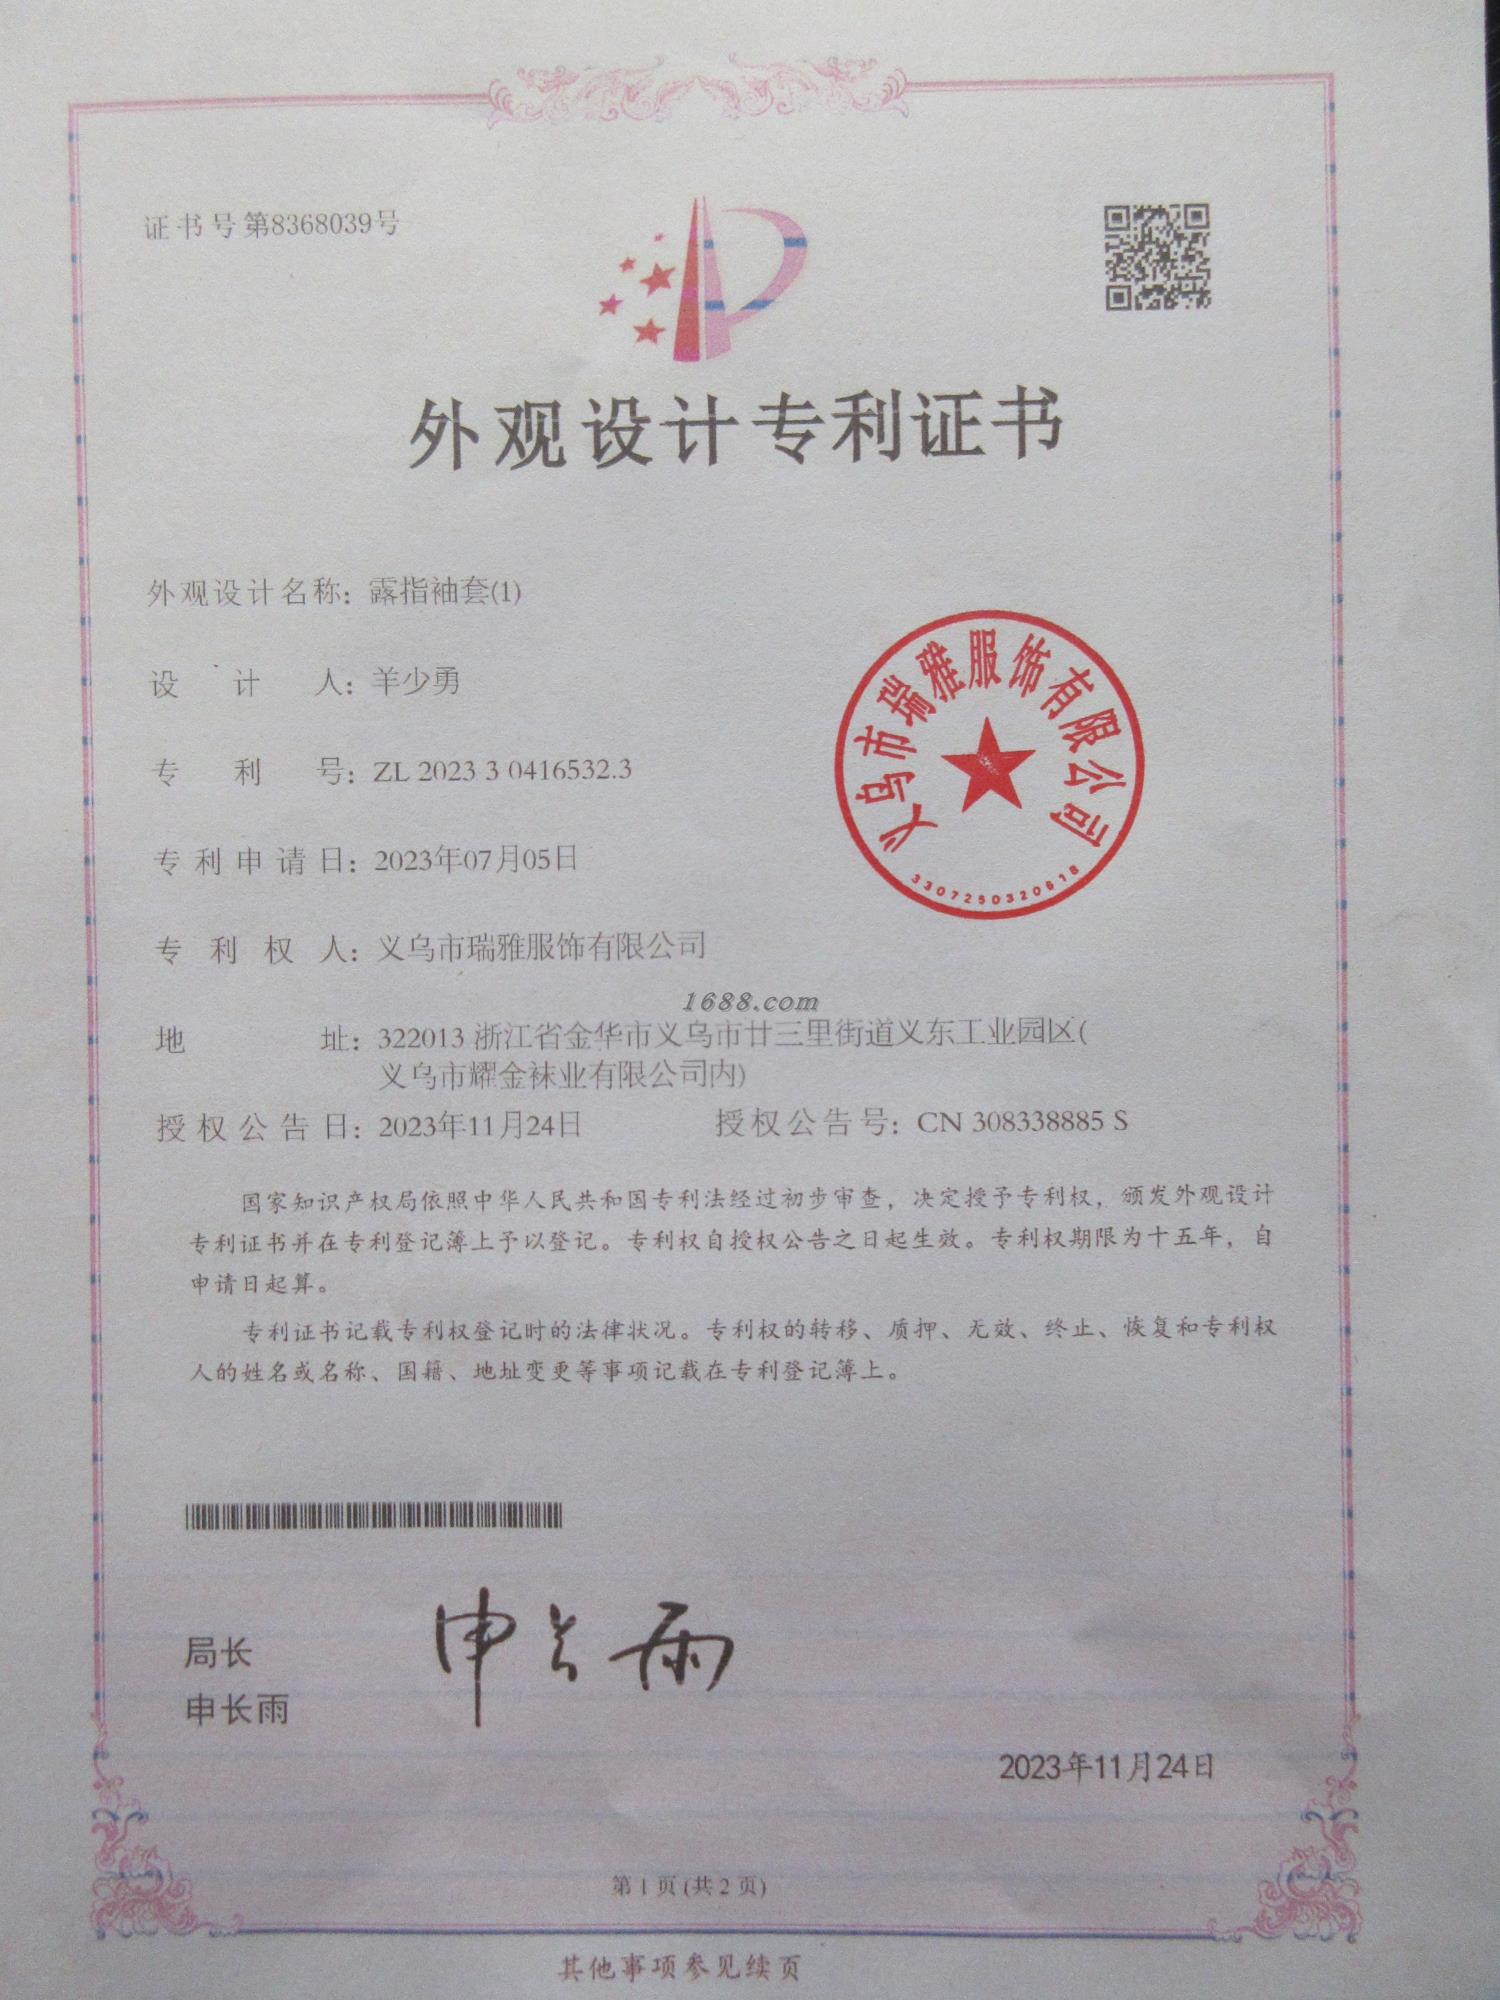 证书号第8368039号
外观设计专利证书
外观设计名称：露指袖套(1)
设计人：羊少勇
专利号：ZL 2023 3 0416532.3
专利申请日：2023年07月05日
专利权人：义乌市瑞雅服饰有限公司
1688.com
地址：322013 浙江省金华市义乌市廿三里街道义东工业园区(
义乌市耀金袜业有限公司内)
授权公告日：2023年11月24日 授权公告号：CN 308338885 S
义乌市瑞雅服饰有限公司
3307250320618
国家知识产权局依照中华人民共和国专利法经过初步审查，决定授予专利权，颁发外观设计
专利证书并在专利登记簿上予以登记。专利权自授权公告之日起生效。专利权期限为十五年，自
申请日起算。
专利证书记载专利权登记时的法律状况。专利权的转移、质押、无效、终止、恢复和专利权
人的姓名或名称、国籍、地址变更等事项记载在专利登记簿上。
局长
申长雨
申长雨
2023年11月24日
第1页(共2页)
其他事项参见续页